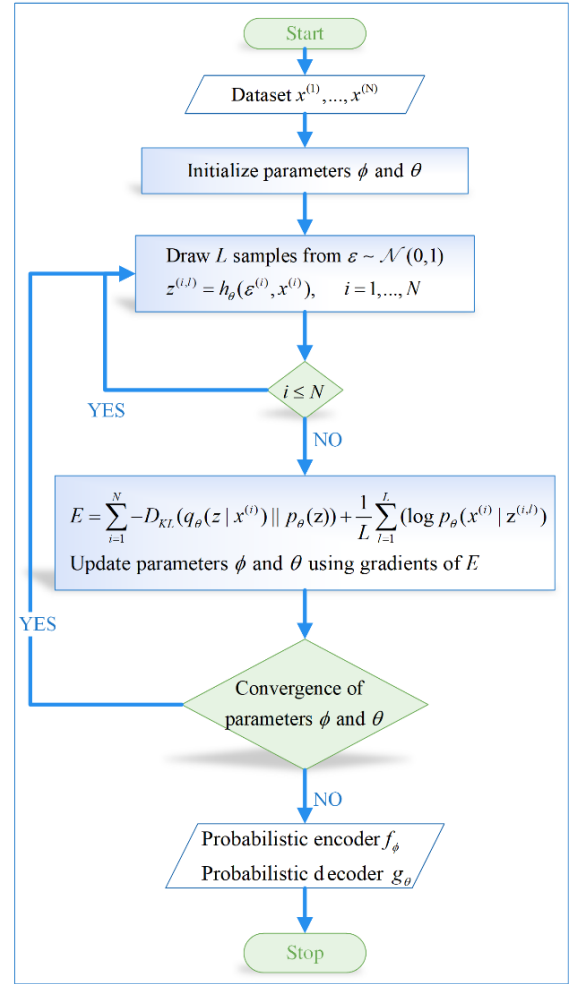 Start
Dataset x^(1),...,x^(N)
Initialize parameters ϕ and θ
Draw L samples from ε ~ 𝒩(0,1)
z^(i,l) = h_θ(ε^(i), x^(i)),   i=1,..., N
i ≤ N
YES
NO
E = ∑_{i=1}^{N} −D_KL(q_θ(z | x^(i)) || p_θ(z)) + 1/L ∑_{l=1}^{L} (log p_θ(x^(i) | z^(i,l))
Update parameters ϕ and θ using gradients of E
YES
Convergence of
parameters ϕ and θ
NO
Probabilistic encoder f_ϕ
Probabilistic decoder g_θ
Stop